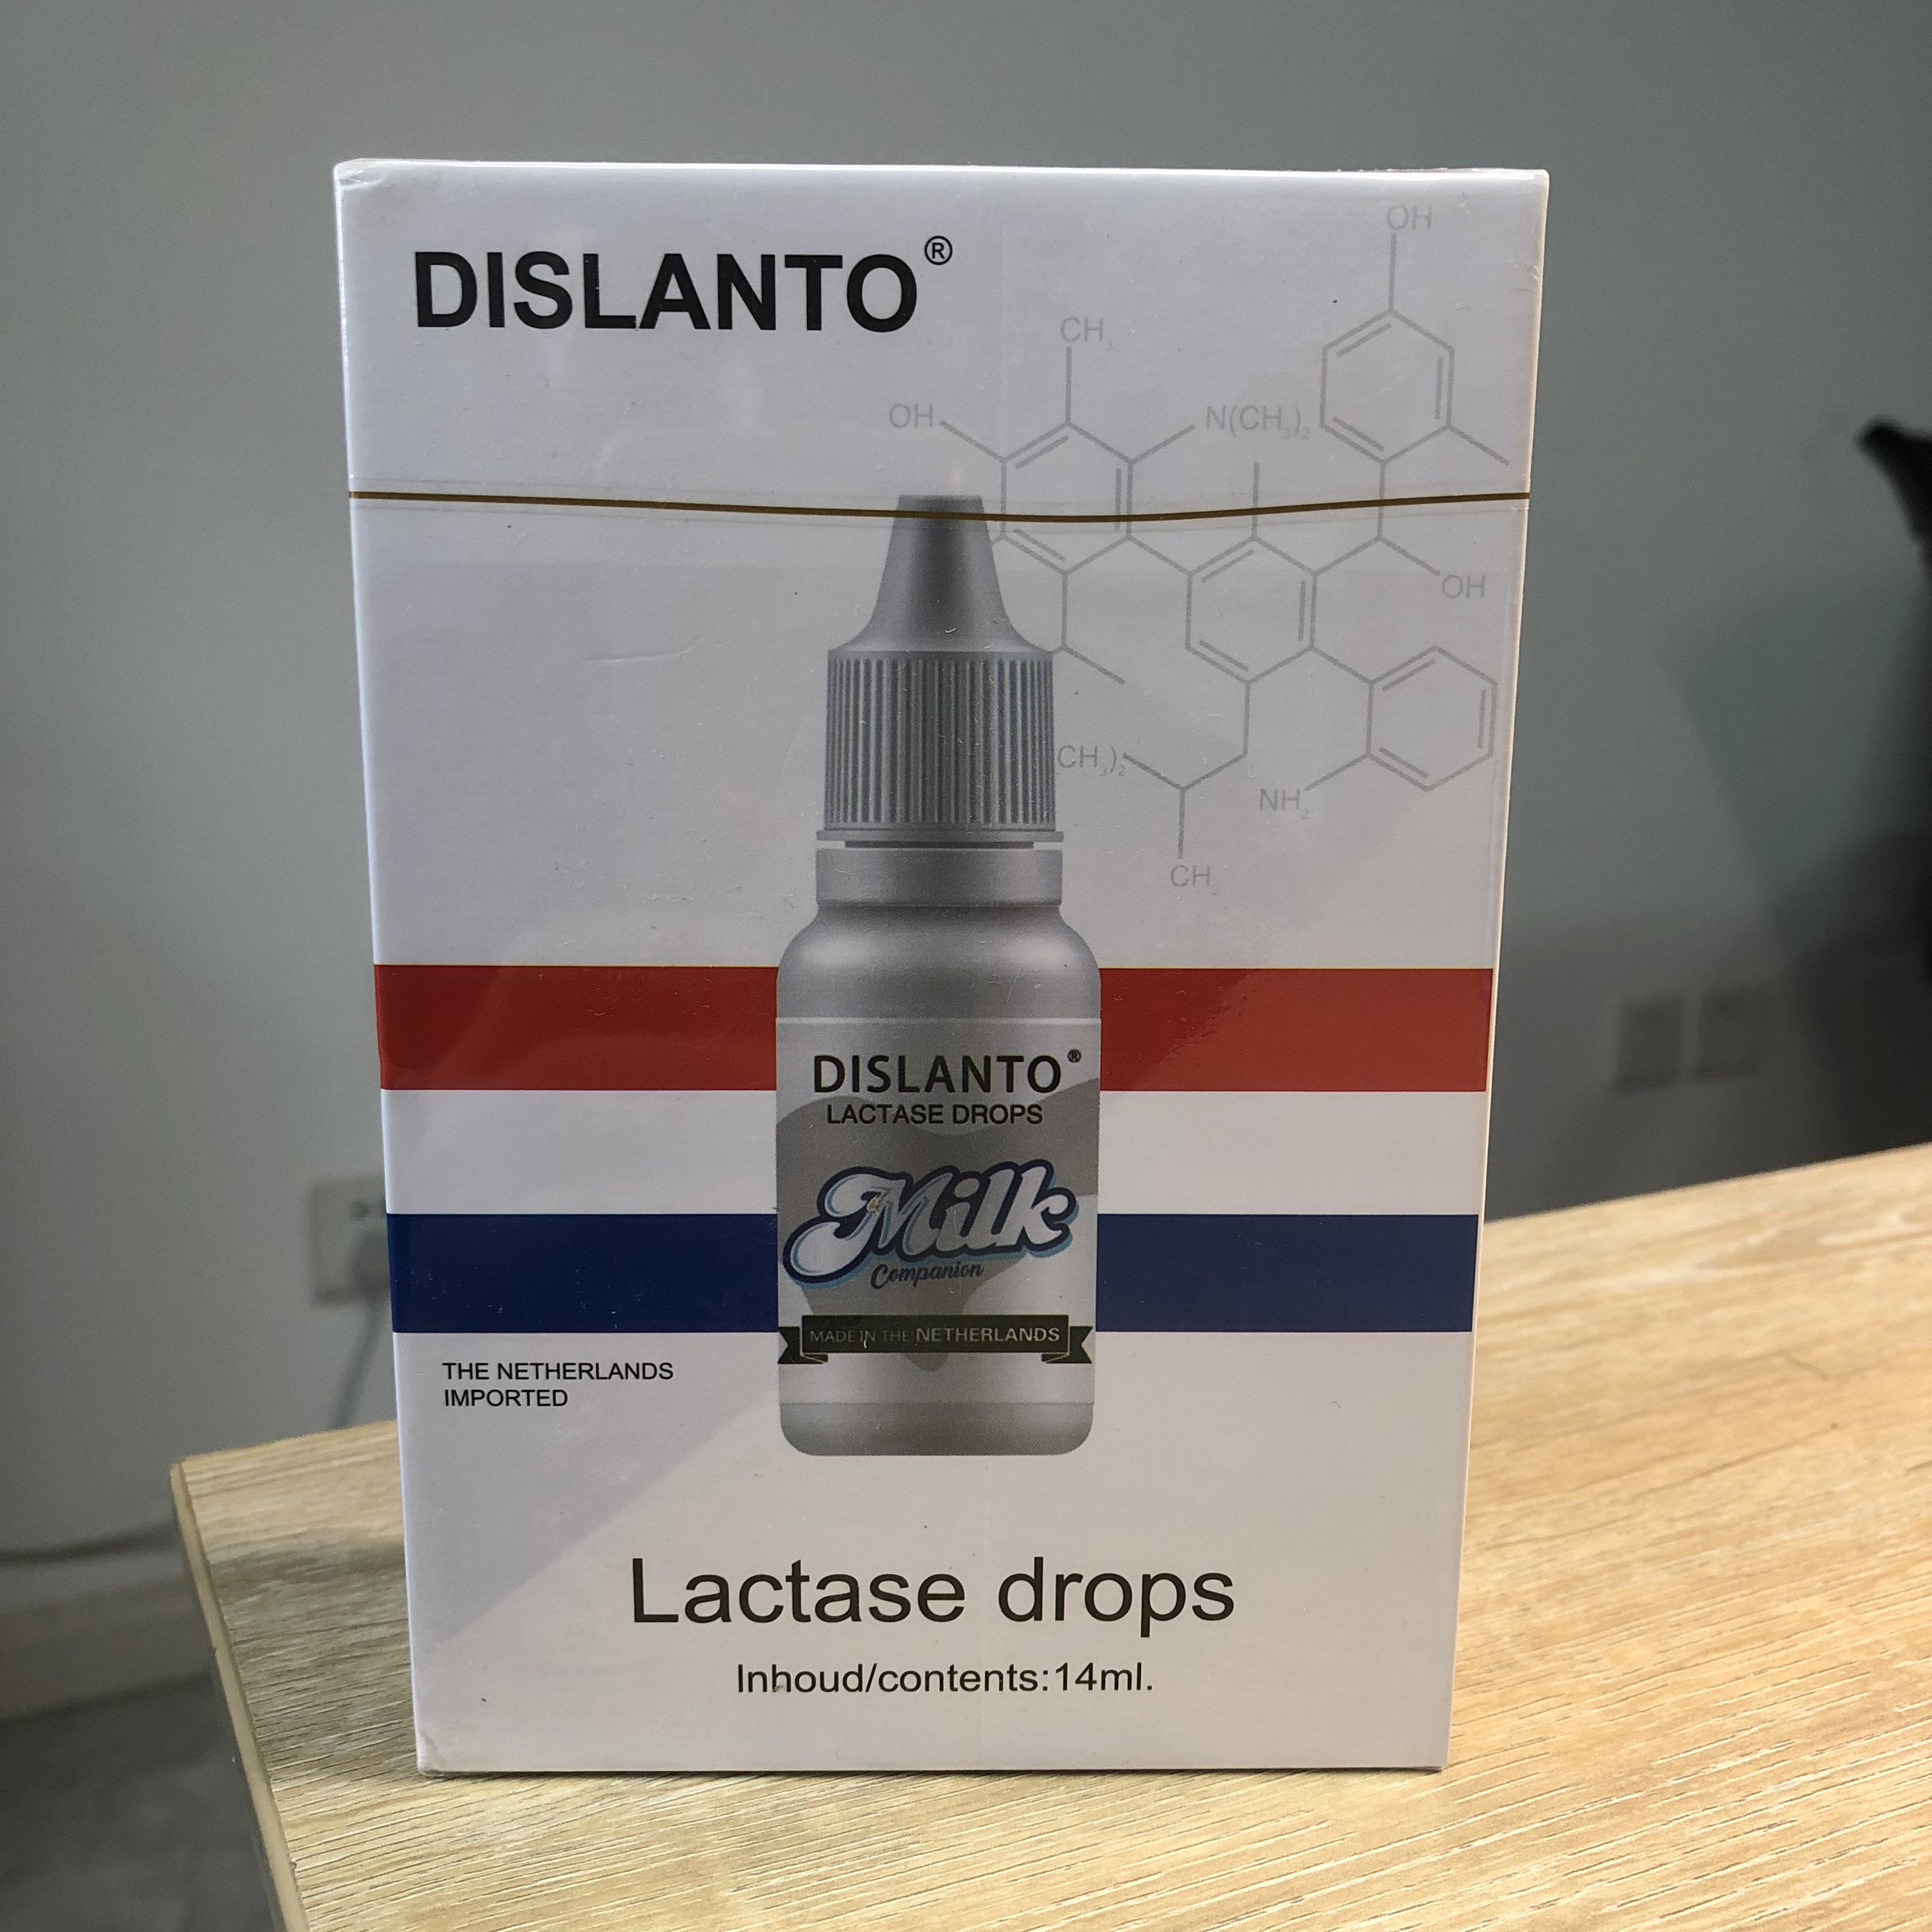 DISLANTO®
OH
CH₃
OH
N(CH₃)₂
OH
CH₃)₂
NH₂
CH₃
DISLANTO®
LACTASE DROPS
Milk
Companion
MADE IN THE NETHERLANDS
THE NETHERLANDS
IMPORTED
Lactase drops
Inhoud/contents:14ml.